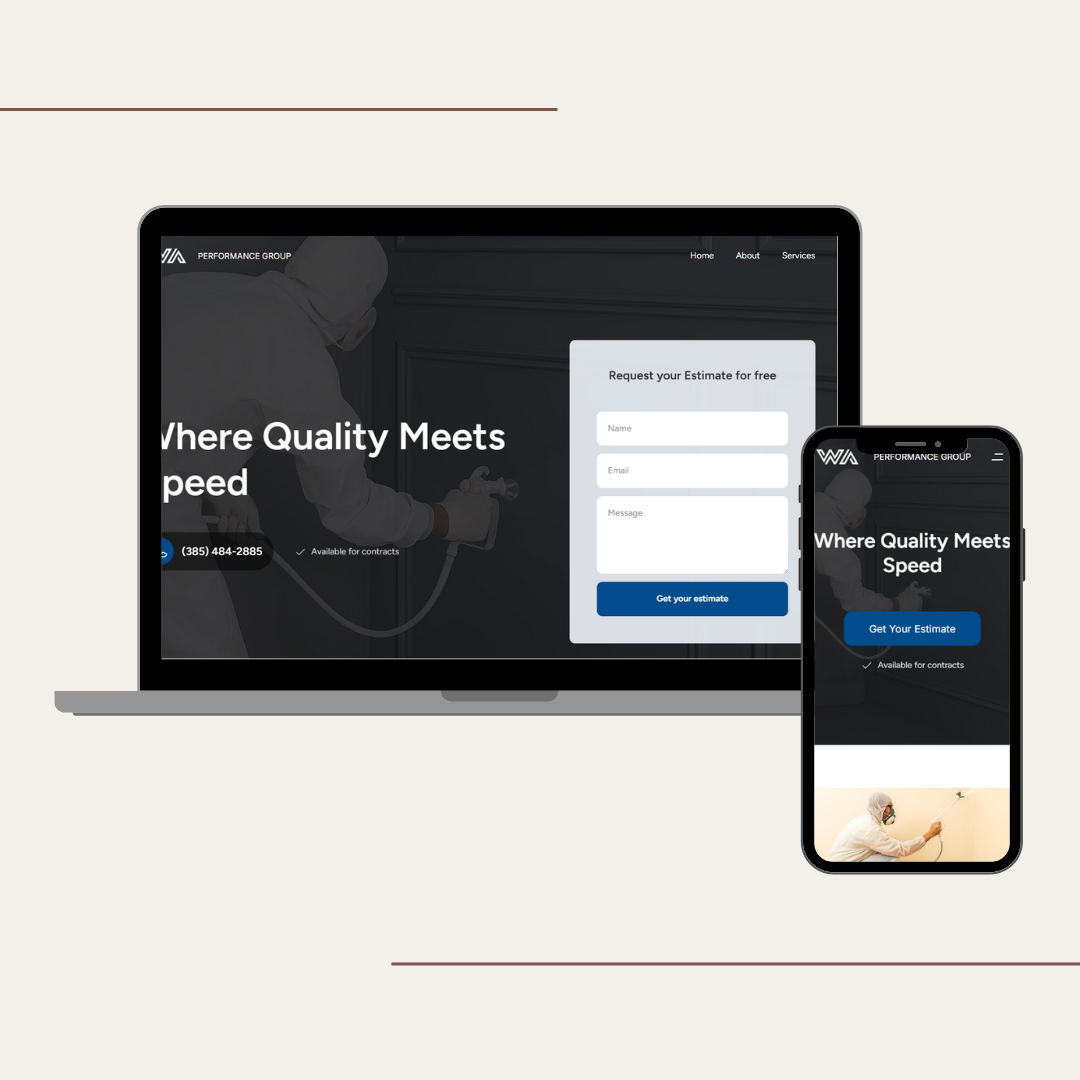 PERFORMANCE GROUP
Home About Services
Request your Estimate for free
Name
Where Quality Meets
Speed
Email
Message
(385) 484-2885
Available for contracts
Get your estimate
WA PERFORMANCE GROUP
Where Quality Meets
Speed
Get Your Estimate
Available for contracts